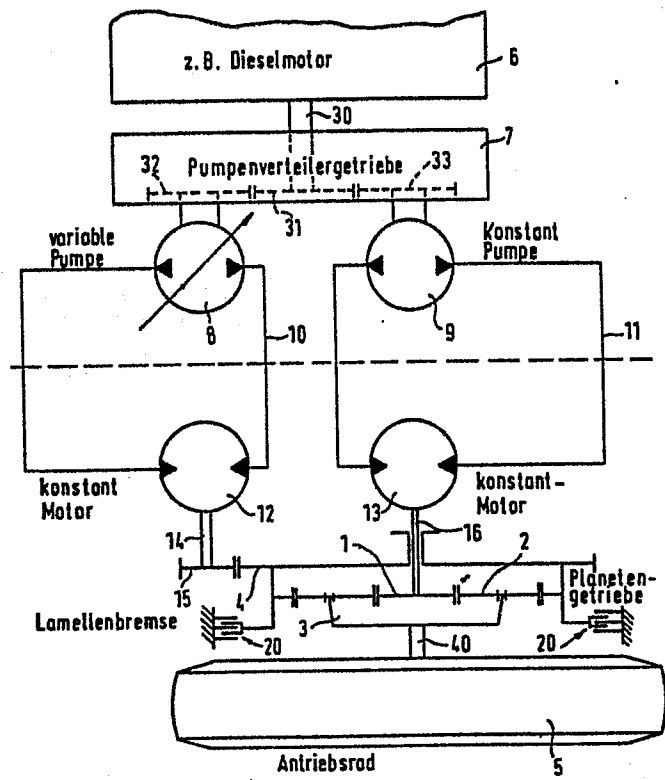 z.B. Dieselmotor
6
30
7
32
Pumpenverteilergetriebe
33
31
variable
Pumpe
Konstant
Pumpe
8
9
10
11
konstant
Motor
12
13
konstant-
Motor
14
16
1
2
15
4
Planeten-
getriebe
Lamellenbremse
3
20
40
20
5
Antriebsrad